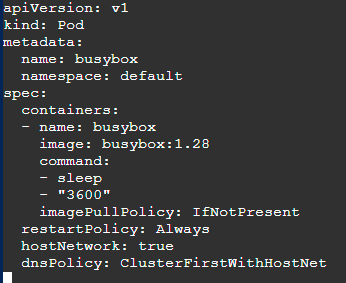 apiVersion: v1
kind: Pod
metadata:
  name: busybox
  namespace: default
spec:
  containers:
  - name: busybox
    image: busybox:1.28
    command:
    - sleep
    - "3600"
    imagePullPolicy: IfNotPresent
  restartPolicy: Always
  hostNetwork: true
  dnsPolicy: ClusterFirstWithHostNet